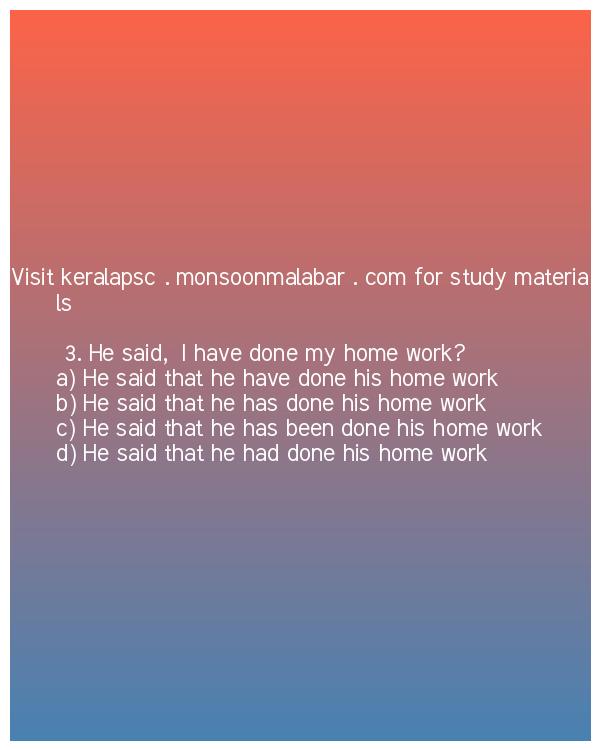 Visit keralapsc . monsoonmalabar . com for study materia
ls
3. He said,  I have done my home work?
a) He said that he have done his home work
b) He said that he has done his home work
c) He said that he has been done his home work
d) He said that he had done his home work